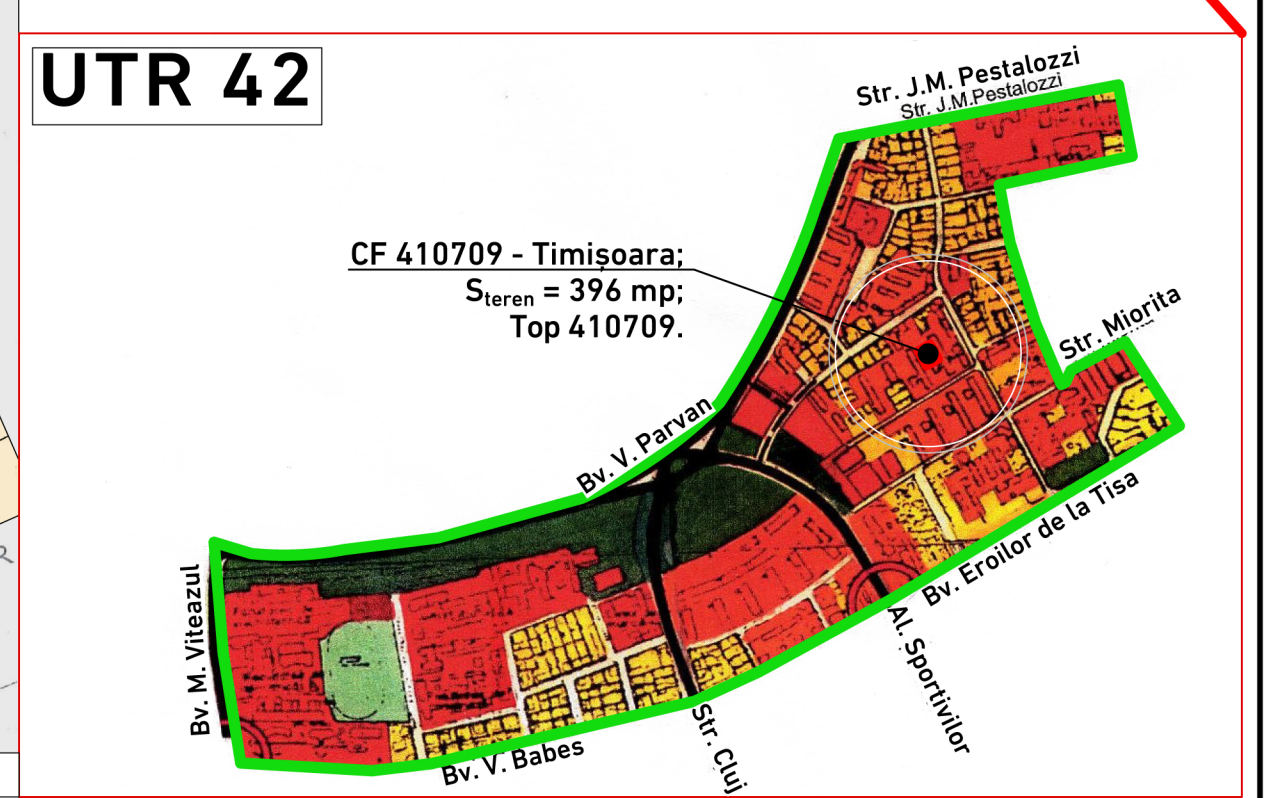 UTR 42
Str. J.M. Pestalozzi
Str. J.M.Pestalozzi
CF 410709 - Timișoara;
Steren = 396 mp;
Top 410709.
Str. Miorita
Bv. V. Parvan
Bv. Eroilor de la Tisa
Bv. M. Viteazul
Al. Sportivilor
Str. Cluj
Bv. V. Babes